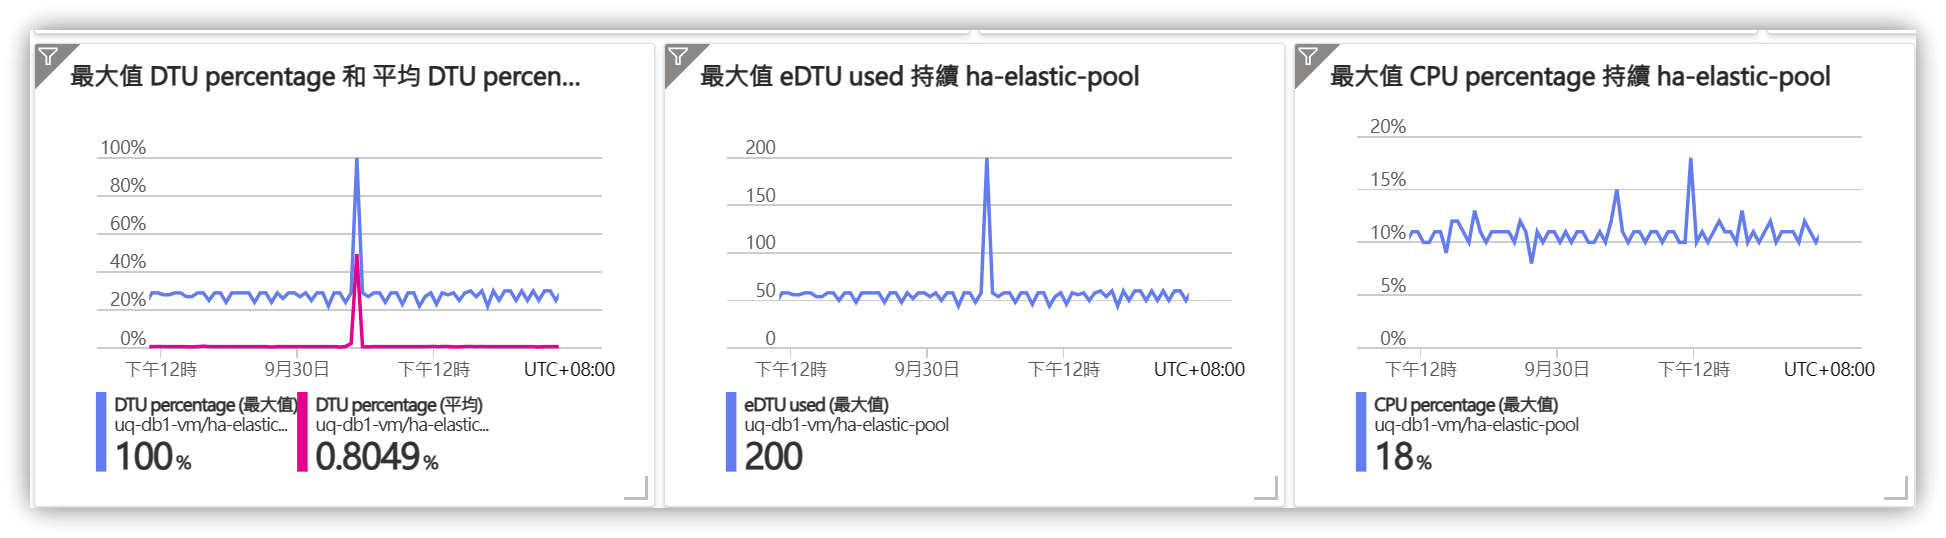 最大值 DTU percentage 和 平均 DTU percen...
100%
80%
60%
40%
20%
0%
下午12時
9月30日
下午12時
UTC+08:00
DTU percentage (最大值)
uq-db1-vm/ha-elastic...
100 %
DTU percentage (平均)
uq-db1-vm/ha-elastic...
0.8049 %
最大值 eDTU used 持續 ha-elastic-pool
200
150
100
50
0
下午12時
9月30日
下午12時
UTC+08:00
eDTU used (最大值)
uq-db1-vm/ha-elastic-pool
200
最大值 CPU percentage 持續 ha-elastic-pool
20%
15%
10%
5%
0%
下午12時
9月30日
下午12時
UTC+08:00
CPU percentage (最大值)
uq-db1-vm/ha-elastic-pool
18 %